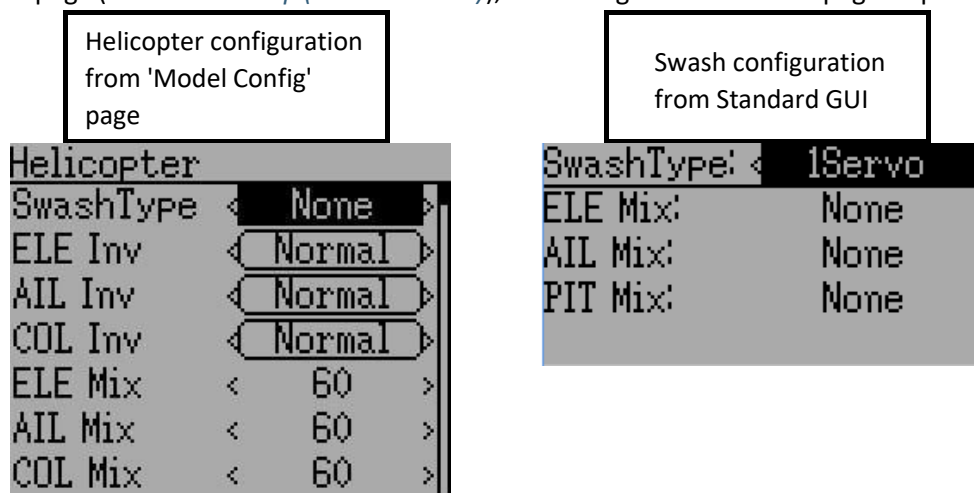 Helicopter configuration
from 'Model Config'
page
Swash configuration
from Standard GUI
Helicopter
SwashType < None >
ELE Inv < Normal >
AIL Inv < Normal >
COL Inv < Normal >
ELE Mix < 60 >
AIL Mix < 60 >
COL Mix < 60 >
SwashType: < 1Servo
ELE Mix: None
AIL Mix: None
PIT Mix: None